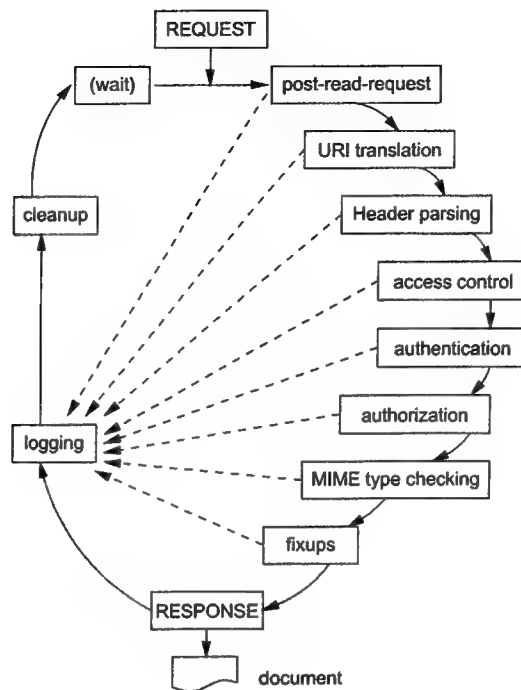 REQUEST
(wait)
post-read-request
URI translation
cleanup
Header parsing
access control
authentication
authorization
logging
MIME type checking
fixups
RESPONSE
document